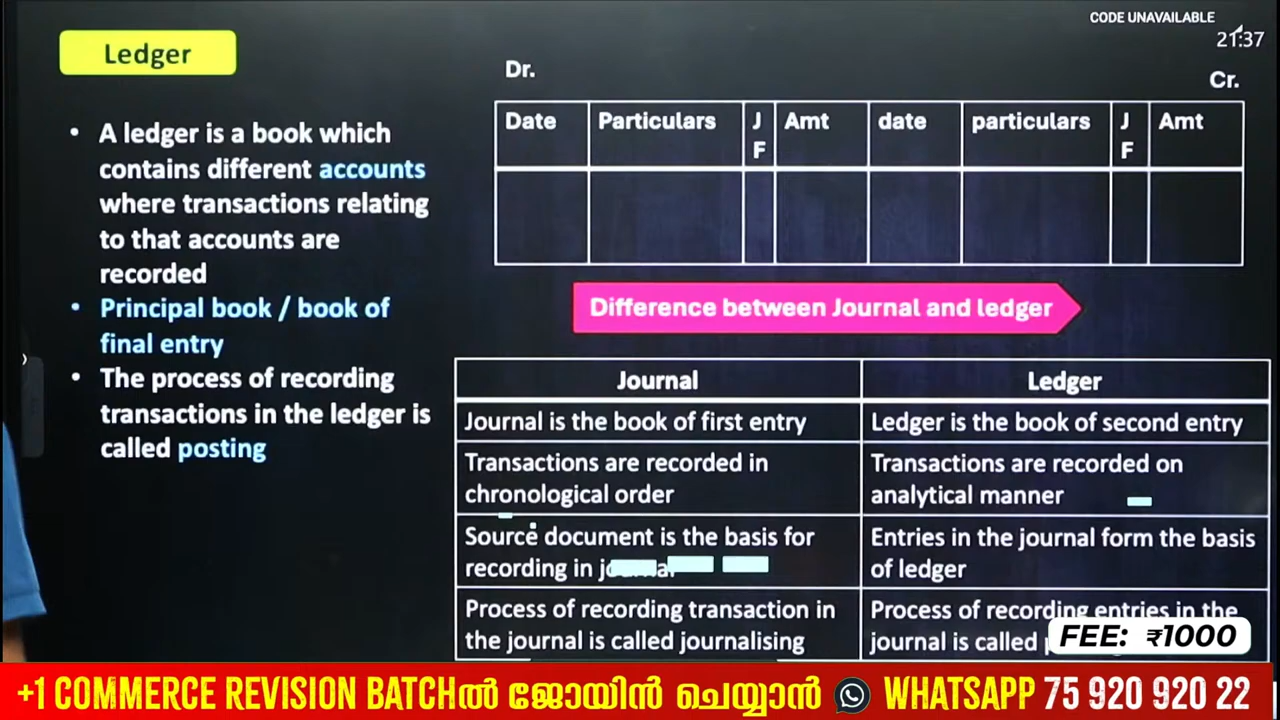 CODE UNAVAILABLE
21:37
Ledger
• A ledger is a book which
contains different accounts
where transactions relating
to that accounts are
recorded
• Principal book / book of
final entry
• The process of recording
transactions in the ledger is
called posting
Dr.
Cr.
Date Particulars J F Amt date particulars J F Amt
Difference between Journal and ledger
Journal Ledger
Journal is the book of first entry
Ledger is the book of second entry
Transactions are recorded in
chronological order
Transactions are recorded on
analytical manner
Source document is the basis for
recording in
Entries in the journal form the basis
of ledger
Process of recording transaction in
the journal is called journalising
Process of recording entries in the
journal is called
FEE: ₹1000
+1 COMMERCE REVISION BATCHൽ ജോയിൻ ചെയ്യാൻ WHATSAPP 75 920 920 22